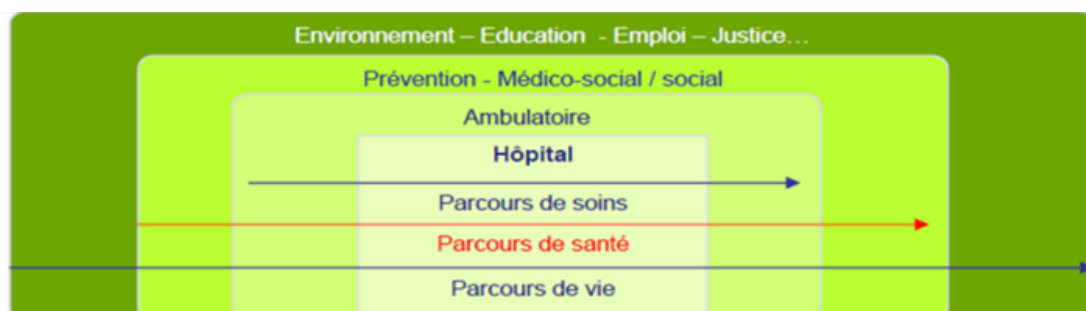 Environnement – Education  - Emploi – Justice…
Prévention - Médico-social / social
Ambulatoire
Hôpital
Parcours de soins
Parcours de santé
Parcours de vie